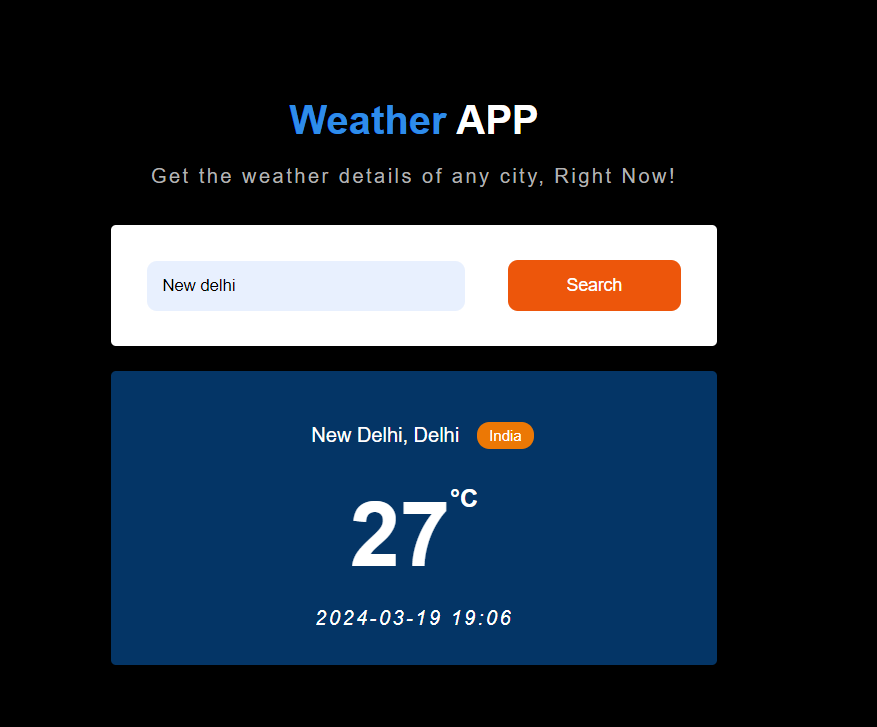 Weather APP
Get the weather details of any city, Right Now!
New delhi
Search
New Delhi, Delhi India
27°C
2024-03-19 19:06